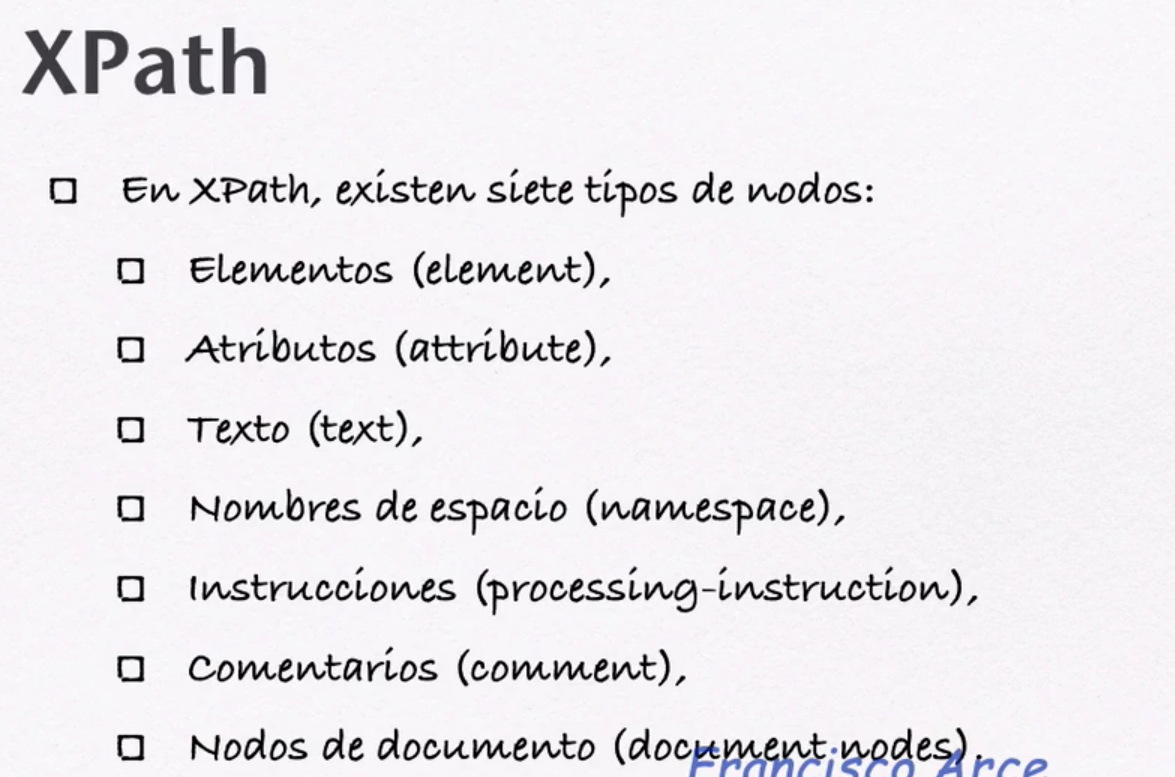 XPath
En XPath, existen siete tipos de nodos:
Elementos (element),
Atributos (attribute),
Texto (text),
Nombres de espacio (namespace),
Instrucciones (processing-instruction),
Comentarios (comment),
Nodos de documento (document nodes).
Francisco Arce